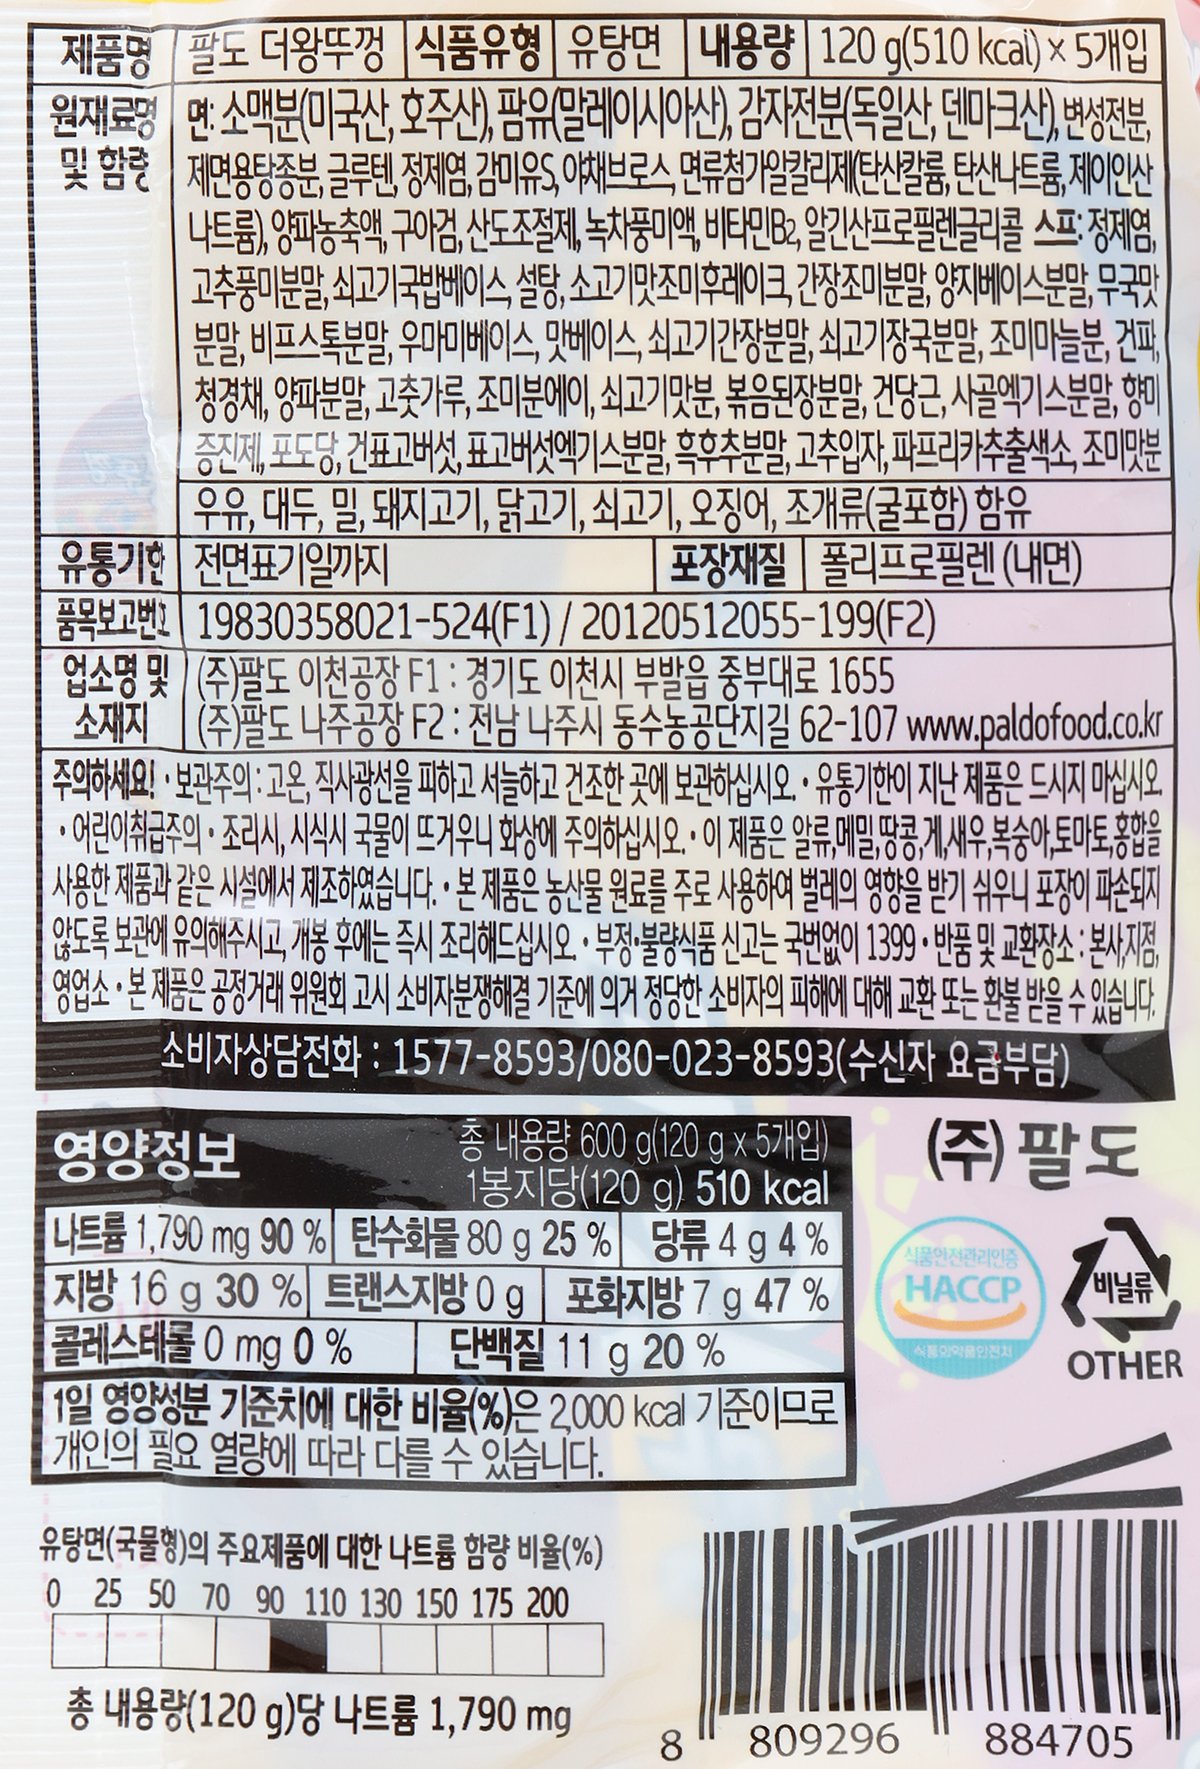 제품명 팔도 더왕뚜껑 식품유형 유탕면 내용량 120 g(510 kcal) × 5개입
원재료명 및 함량
면: 소맥분(미국산, 호주산), 팜유(말레이시아산), 감자전분(독일산, 덴마크산), 변성전분,
제면용탕종분, 글루텐, 정제염, 감미유S, 야채브로스, 면류첨가알칼리제(탄산칼륨, 탄산나트륨, 제이인산
나트륨), 양파농축액, 구아검, 산도조절제, 녹차풍미액, 비타민B2, 알긴산프로필렌글리콜 스프: 정제염,
고추풍미분말, 쇠고기국밥베이스, 설탕, 소고기맛조미후레이크, 간장조미분말, 양지베이스분말, 무국맛
분말, 비프스톡분말, 우마미베이스, 맛베이스, 쇠고기간장분말, 쇠고기장국분말, 조미마늘분, 건파,
청경채, 양파분말, 고춧가루, 조미분에이, 쇠고기맛분, 볶음된장분말, 건당근, 사골엑기스분말, 향미
증진제, 포도당, 건표고버섯, 표고버섯엑기스분말, 흑후추분말, 고추입자, 파프리카추출색소, 조미맛분
우유, 대두, 밀, 돼지고기, 닭고기, 쇠고기, 오징어, 조개류(굴포함) 함유
유통기한 전면표기일까지 포장재질 폴리프로필렌 (내면)
품목보고번호 19830358021-524(F1) / 20120512055-199(F2)
업소명 및 소재지
(주)팔도 이천공장 F1 : 경기도 이천시 부발읍 중부대로 1655
(주)팔도 나주공장 F2 : 전남 나주시 동수농공단지길 62-107 www.paldofood.co.kr
주의하세요! • 보관주의 : 고온, 직사광선을 피하고 서늘하고 건조한 곳에 보관하십시오. • 유통기한이 지난 제품은 드시지 마십시오.
• 어린이취급주의 • 조리시, 시식시 국물이 뜨거우니 화상에 주의하십시오. • 이 제품은 알류,메밀,땅콩,게,새우,복숭아,토마토,홍합을
사용한 제품과 같은 시설에서 제조하였습니다. • 본 제품은 농산물 원료를 주로 사용하여 벌레의 영향을 받기 쉬우니 포장이 파손되지
않도록 보관에 유의해주시고, 개봉 후에는 즉시 조리해드십시오. • 부정•불량식품 신고는 국번없이 1399 • 반품 및 교환장소 : 본사,지점,
영업소 • 본 제품은 공정거래 위원회 고시 소비자분쟁해결 기준에 의거 정당한 소비자의 피해에 대해 교환 또는 환불 받을 수 있습니다.
소비자상담전화 : 1577-8593/080-023-8593(수신자 요금부담)
영양정보
총 내용량 600 g(120 g x 5개입)
1봉지당(120 g) 510 kcal
나트륨 1,790 mg 90 % 탄수화물 80 g 25 % 당류 4 g 4 %
지방 16 g 30 % 트랜스지방 0 g 포화지방 7 g 47 %
콜레스테롤 0 mg 0 % 단백질 11 g 20 %
1일 영양성분 기준치에 대한 비율(%)은 2,000 kcal 기준이므로
개인의 필요 열량에 따라 다를 수 있습니다.
(주) 팔도
식품안전관리인증
HACCP
식품의약품안전처
비닐류
OTHER
유탕면(국물형)의 주요제품에 대한 나트륨 함량 비율(%)
0 25 50 70 90 110 130 150 175 200
총 내용량(120 g)당 나트륨 1,790 mg
8 809296 884705